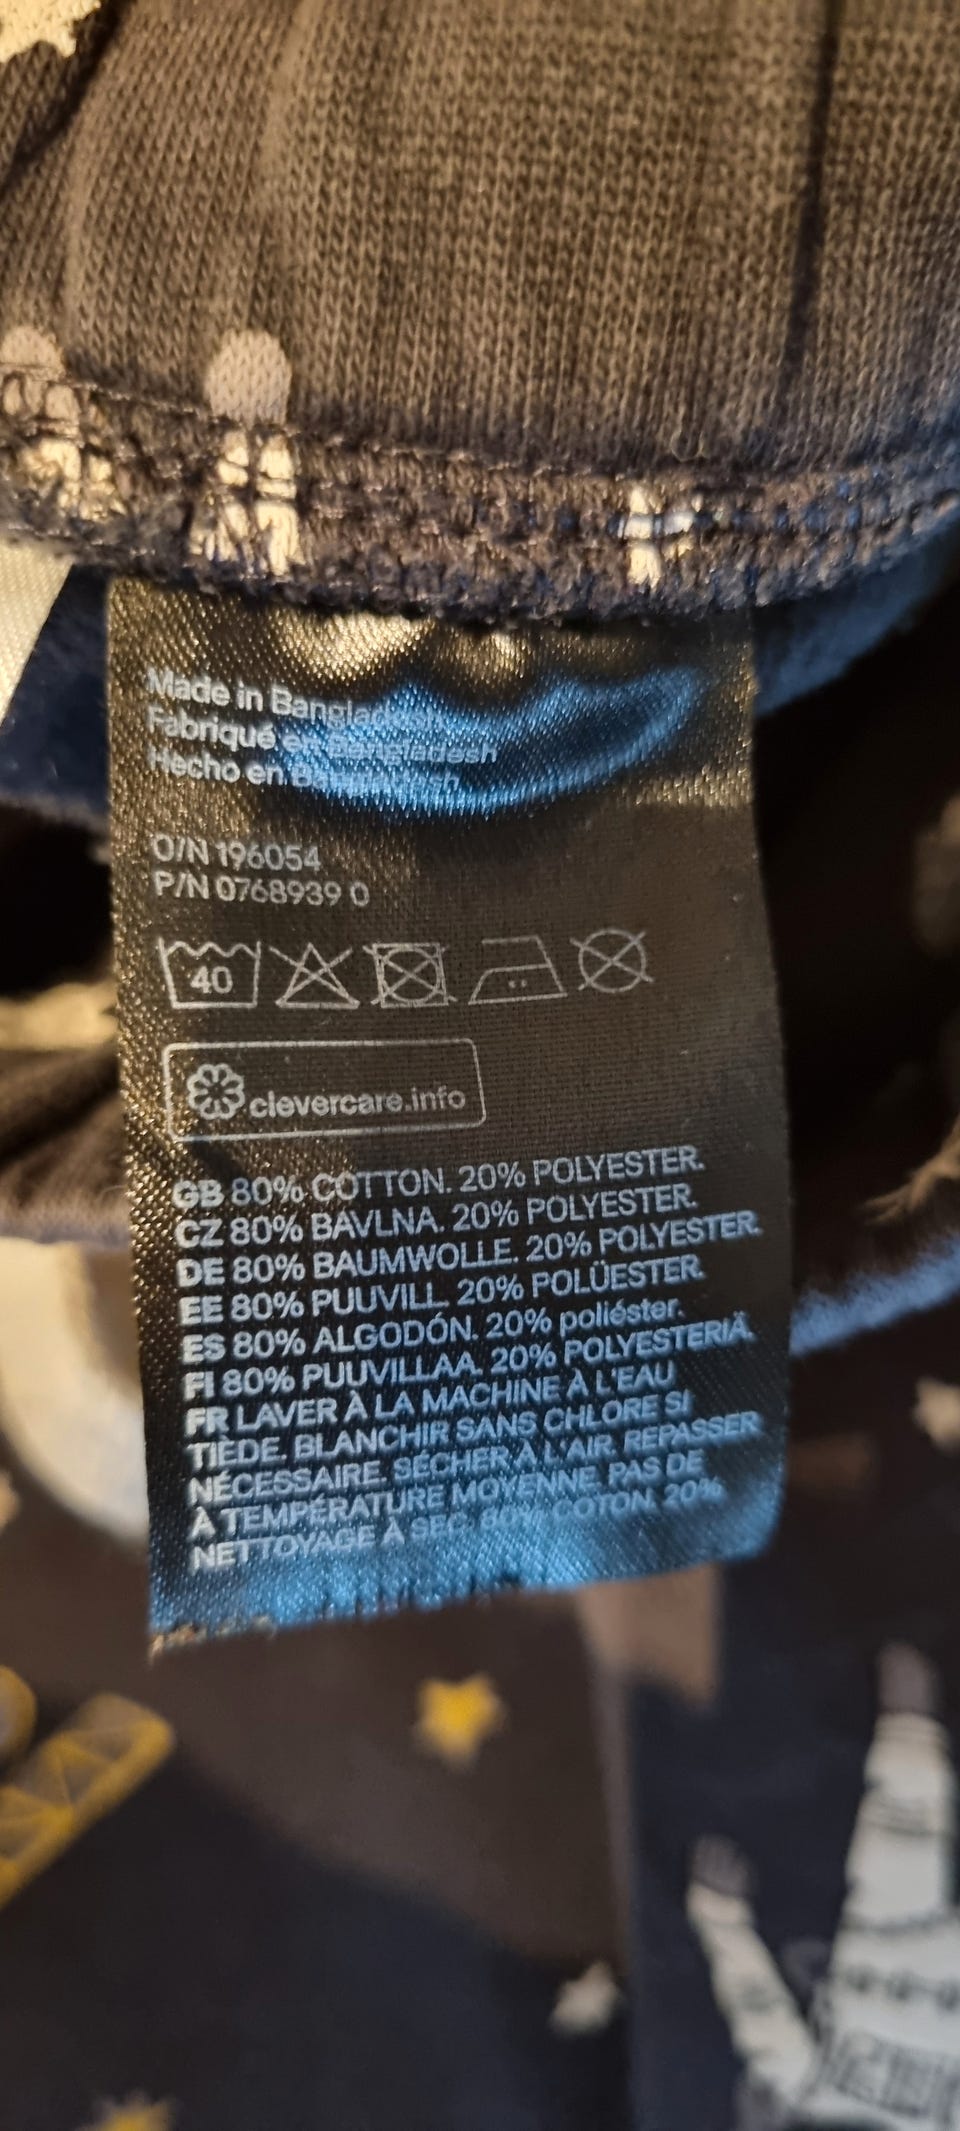 Made in Bangladesh
Fabriqué en Bangladesh
Hecho en Bangladesh
O/N 196054
P/N 0768939 0
40
clevercare.info
GB 80% COTTON. 20% POLYESTER.
CZ 80% BAVLNA. 20% POLYESTER.
DE 80% BAUMWOLLE. 20% POLYESTER.
EE 80% PUUVILL. 20% POLÜESTER.
ES 80% ALGODÓN. 20% poliéster.
FI 80% PUUVILLAA. 20% POLYESTERIÄ.
FR LAVER À LA MACHINE À L'EAU
TIÈDE. BLANCHIR SANS CHLORE SI
NÉCESSAIRE. SÉCHER À L'AIR. REPASSER
À TEMPÉRATURE MOYENNE. PAS DE
NETTOYAGE À SEC. 80% COTON. 20%